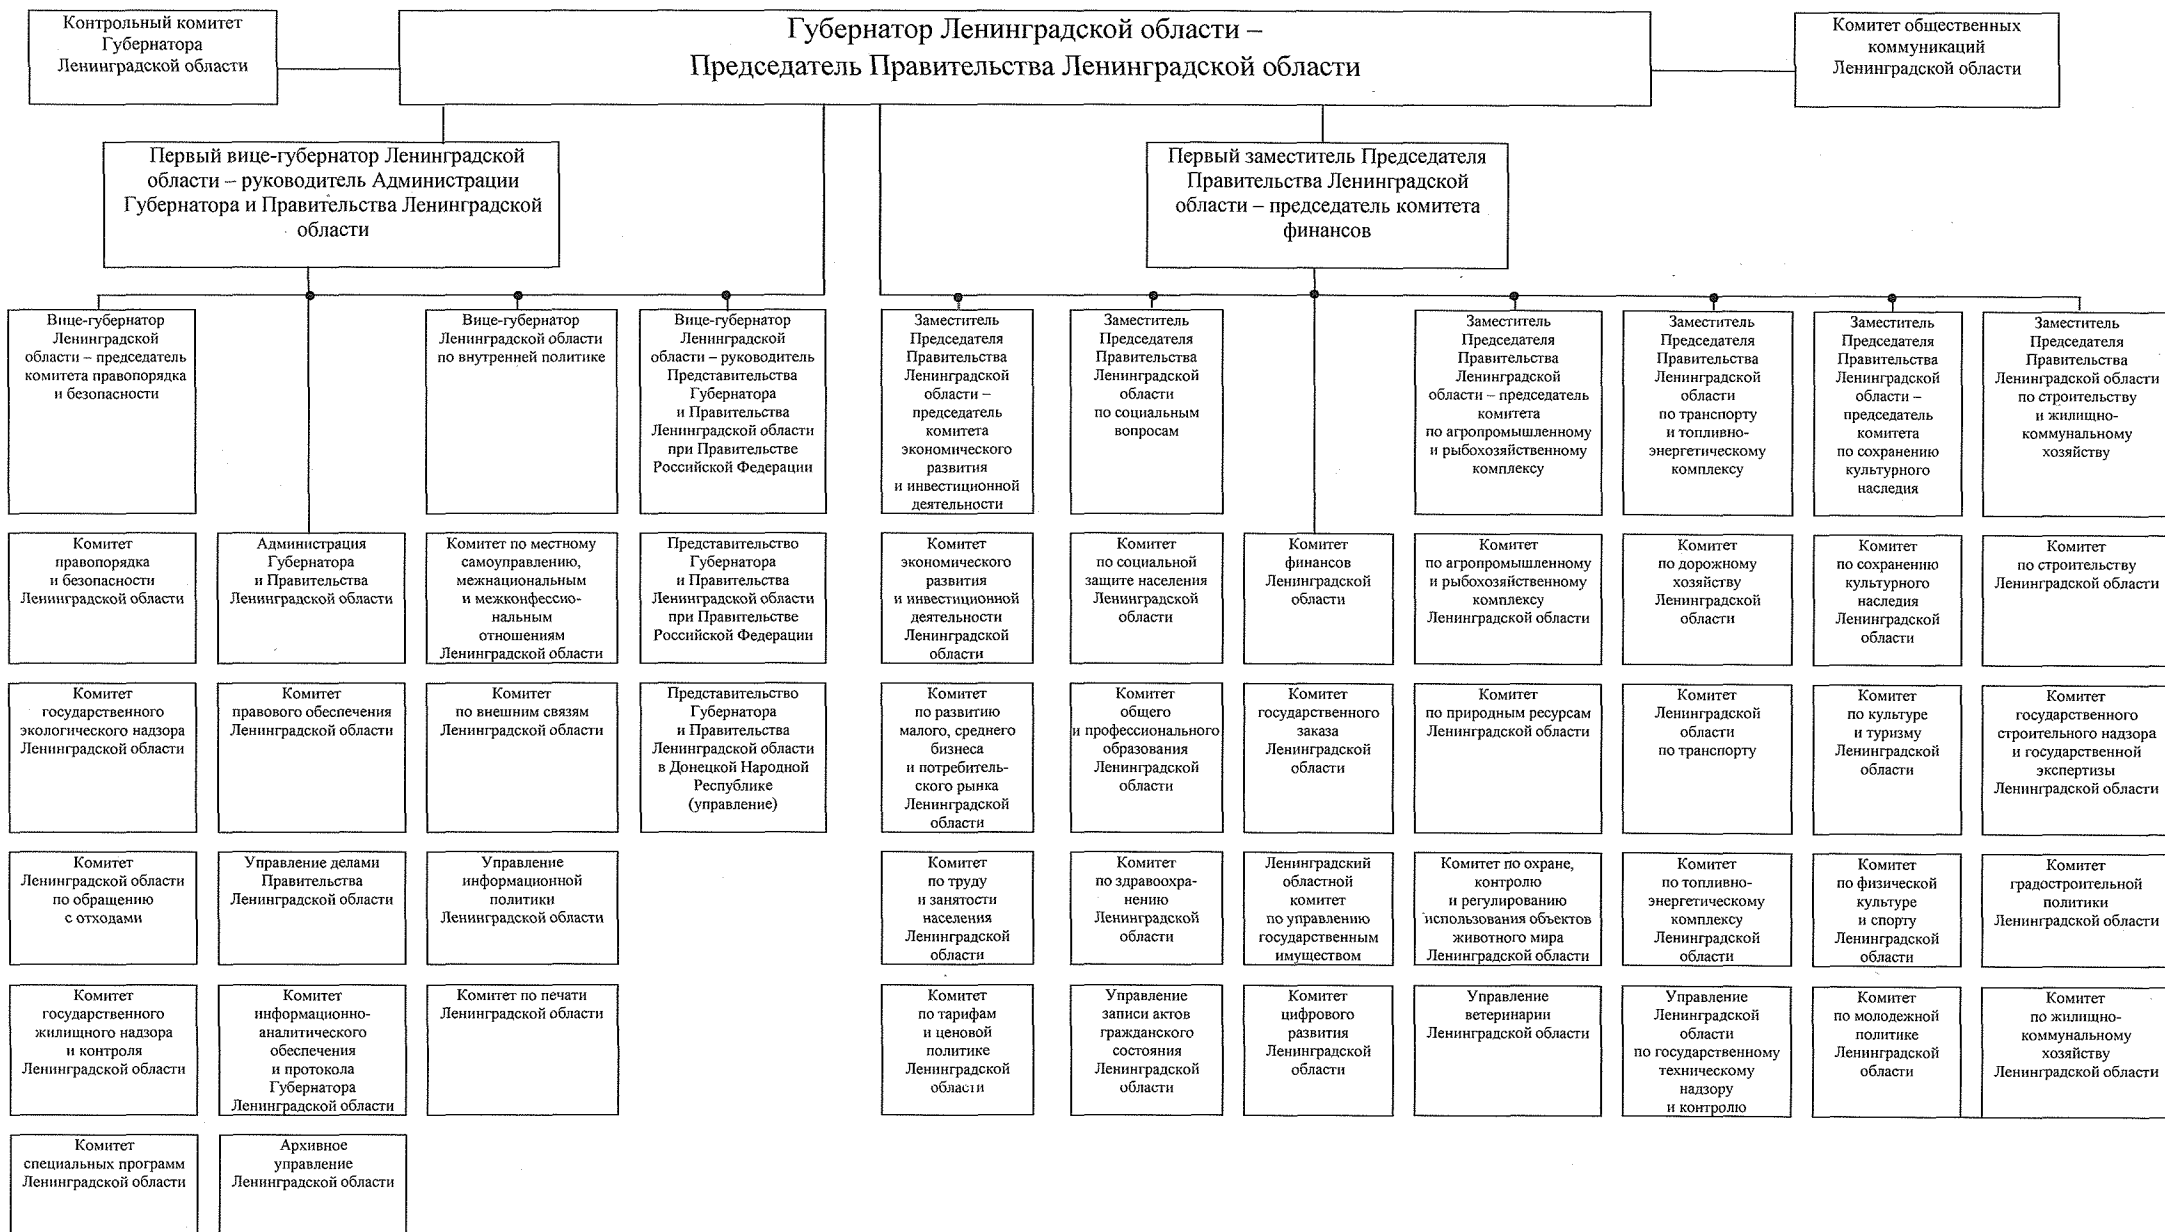 Контрольный комитет
Губернатора
Ленинградской области
Губернатор Ленинградской области –
Председатель Правительства Ленинградской области
Комитет общественных
коммуникаций
Ленинградской области
Первый вице-губернатор Ленинградской
области – руководитель Администрации
Губернатора и Правительства Ленинградской
области
Первый заместитель Председателя
Правительства Ленинградской
области – председатель комитета
финансов
Вице-губернатор
Ленинградской
области – председатель
комитета правопорядка
и безопасности
Вице-губернатор
Ленинградской области
по внутренней политике
Вице-губернатор
Ленинградской
области – руководитель
Представительства
Губернатора
и Правительства
Ленинградской области
при Правительстве
Российской Федерации
Заместитель
Председателя
Правительства
Ленинградской
области –
председатель
комитета
экономического
развития
и инвестиционной
деятельности
Заместитель
Председателя
Правительства
Ленинградской
области
по социальным
вопросам
Заместитель
Председателя
Правительства
Ленинградской
области – председатель
комитета
по агропромышленному
и рыбохозяйственному
комплексу
Заместитель
Председателя
Правительства
Ленинградской
области
по транспорту
и топливно-
энергетическому
комплексу
Заместитель
Председателя
Правительства
Ленинградской
области –
председатель
комитета
по сохранению
культурного
наследия
Заместитель
Председателя
Правительства
Ленинградской области
по строительству
и жилищно-
коммунальному
хозяйству
Комитет
правопорядка
и безопасности
Ленинградской области
Администрация
Губернатора
и Правительства
Ленинградской области
Комитет по местному
самоуправлению,
межнациональным
и межконфессио-
нальным
отношениям
Ленинградской области
Представительство
Губернатора
и Правительства
Ленинградской области
при Правительстве
Российской Федерации
Комитет
экономического
развития
и инвестиционной
деятельности
Ленинградской
области
Комитет
по социальной
защите населения
Ленинградской
области
Комитет
финансов
Ленинградской
области
Комитет
по агропромышленному
и рыбохозяйственному
комплексу
Ленинградской области
Комитет
по дорожному
хозяйству
Ленинградской
области
Комитет
по сохранению
культурного
наследия
Ленинградской
области
Комитет
по строительству
Ленинградской области
Комитет
государственного
экологического надзора
Ленинградской области
Комитет
правового обеспечения
Ленинградской области
Комитет
по внешним связям
Ленинградской области
Представительство
Губернатора
и Правительства
Ленинградской области
в Донецкой Народной
Республике
(управление)
Комитет
по развитию
малого, среднего
бизнеса
и потребитель-
ского рынка
Ленинградской
области
Комитет
общего
и профессионального
образования
Ленинградской
области
Комитет
государственного
заказа
Ленинградской
области
Комитет
по природным ресурсам
Ленинградской области
Комитет
Ленинградской
области
по транспорту
Комитет
по культуре
и туризму
Ленинградской
области
Комитет
государственного
строительного надзора
и государственной
экспертизы
Ленинградской области
Комитет
Ленинградской области
по обращению
с отходами
Управление делами
Правительства
Ленинградской области
Управление
информационной
политики
Ленинградской области
Комитет
по труду
и занятости
населения
Ленинградской
области
Комитет
по здравоохра-
нению
Ленинградской
области
Ленинградский
областной
комитет
по управлению
государственным
имуществом
Комитет по охране,
контролю
и регулированию
использования объектов
животного мира
Ленинградской области
Комитет
по топливно-
энергетическому
комплексу
Ленинградской
области
Комитет
по физической
культуре
и спорту
Ленинградской
области
Комитет
градостроительной
политики
Ленинградской области
Комитет
государственного
жилищного надзора
и контроля
Ленинградской области
Комитет
информационно-
аналитического
обеспечения
и протокола
Губернатора
Ленинградской области
Комитет по печати
Ленинградской области
Комитет
по тарифам
и ценовой
политике
Ленинградской
области
Управление
записи актов
гражданского
состояния
Ленинградской
области
Комитет
цифрового
развития
Ленинградской
области
Управление
ветеринарии
Ленинградской области
Управление
Ленинградской
области
по государственному
техническому
надзору
и контролю
Комитет
по молодежной
политике
Ленинградской
области
Комитет
по жилищно-
коммунальному
хозяйству
Ленинградской области
Комитет
специальных программ
Ленинградской области
Архивное
управление
Ленинградской области